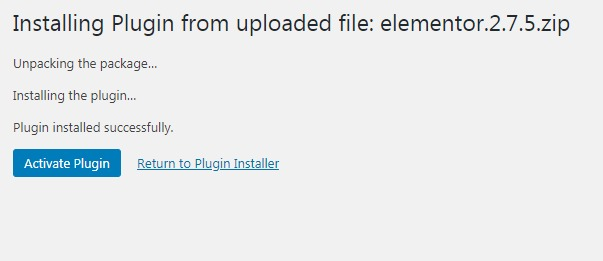 Installing Plugin from uploaded file: elementor.2.7.5.zip
Unpacking the package...
Installing the plugin...
Plugin installed successfully.
Activate Plugin Return to Plugin Installer